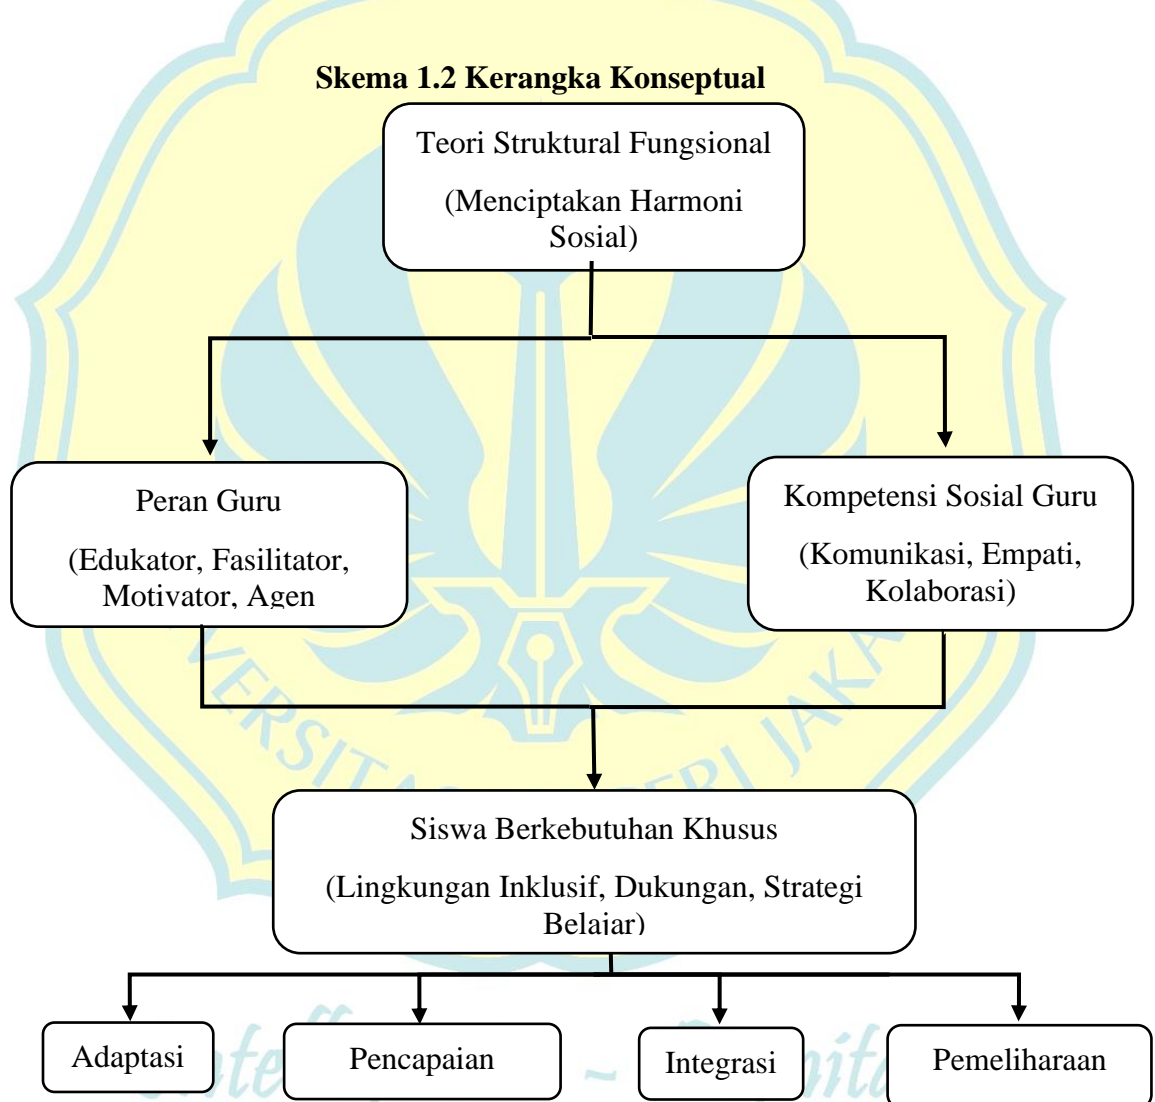 Skema 1.2 Kerangka Konseptual
Teori Struktural Fungsional
(Menciptakan Harmoni
Sosial)
Peran Guru
(Edukator, Fasilitator,
Motivator, Agen
Kompetensi Sosial Guru
(Komunikasi, Empati,
Kolaborasi)
Siswa Berkebutuhan Khusus
(Lingkungan Inklusif, Dukungan, Strategi
Belajar)
Adaptasi
Pencapaian
Integrasi
Pemeliharaan